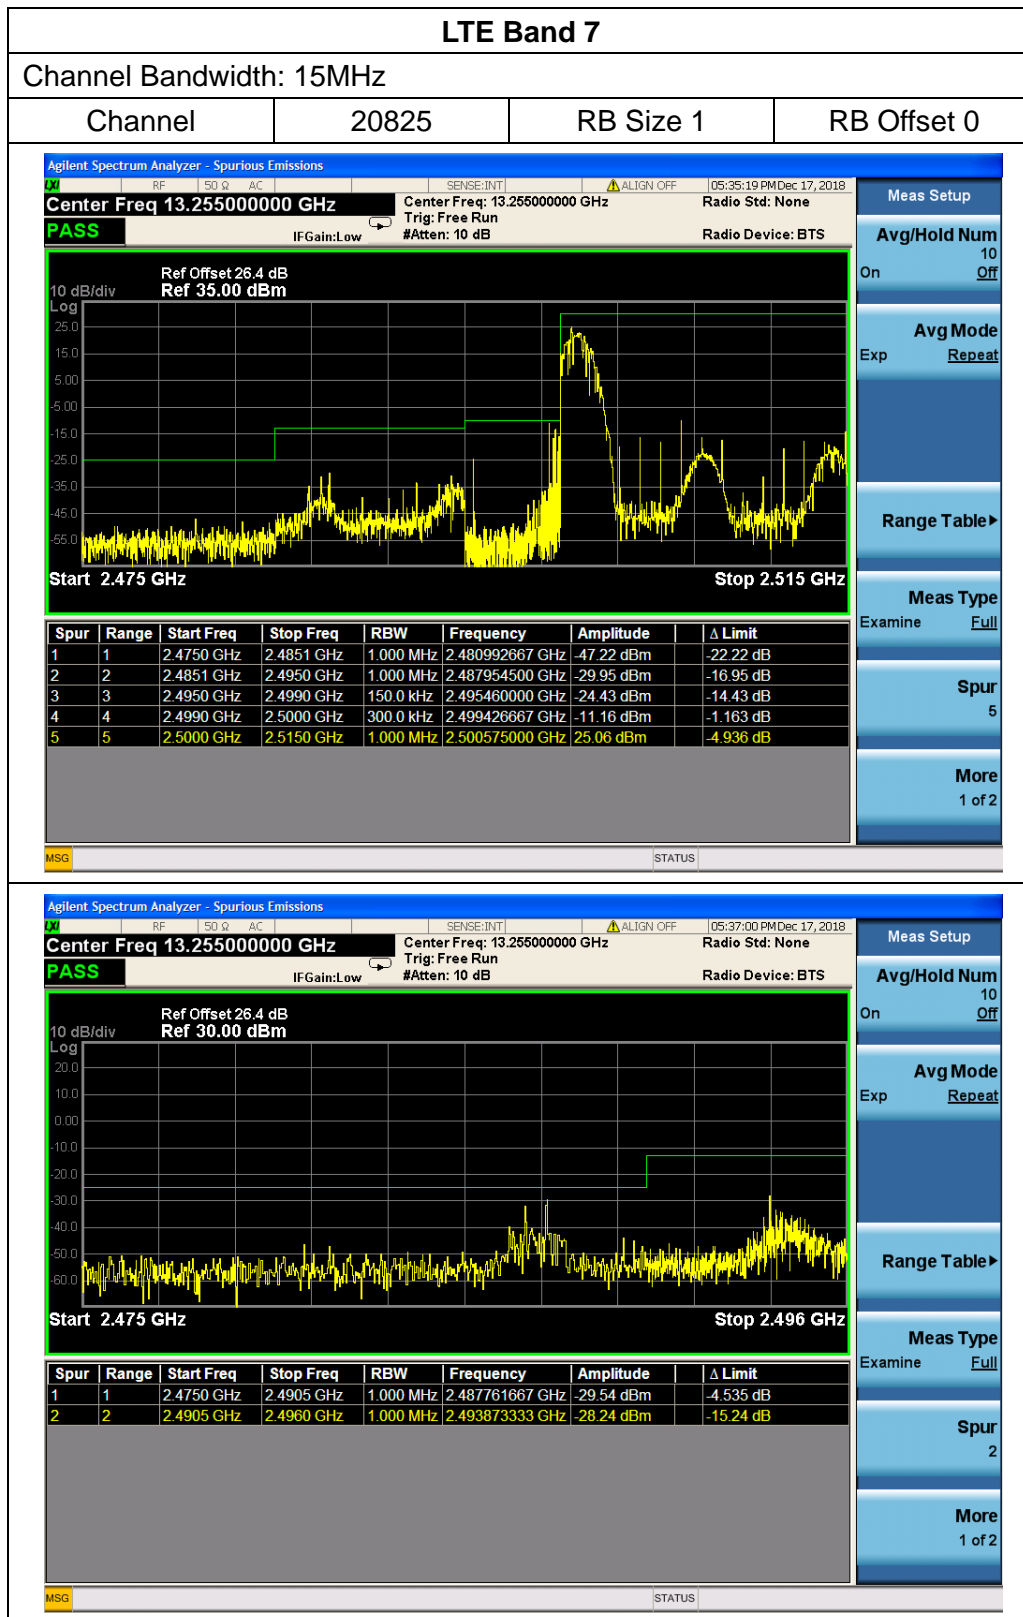 LTE Band 7
Channel Bandwidth: 15MHz
Channel 20825 RB Size 1 RB Offset 0
Agilent Spectrum Analyzer - Spurious Emissions
LXI RF 50 Ω AC SENSE:INT ALIGN OFF 05:35:19 PM Dec 17, 2018
Center Freq 13.255000000 GHz Center Freq: 13.255000000 GHz Radio Std: None
Trig: Free Run
PASS IFGain:Low #Atten: 10 dB Radio Device: BTS
Ref Offset 26.4 dB
10 dB/div Ref 35.00 dBm
Log
25.0
15.0
5.00
-5.00
-15.0
-25.0
-35.0
-45.0
-55.0
Start 2.475 GHz Stop 2.515 GHz
Spur Range Start Freq Stop Freq RBW Frequency Amplitude Δ Limit
1 1 2.4750 GHz 2.4851 GHz 1.000 MHz 2.480992667 GHz -47.22 dBm -22.22 dB
2 2 2.4851 GHz 2.4950 GHz 1.000 MHz 2.487954500 GHz -29.95 dBm -16.95 dB
3 3 2.4950 GHz 2.4990 GHz 150.0 kHz 2.495460000 GHz -24.43 dBm -14.43 dB
4 4 2.4990 GHz 2.5000 GHz 300.0 kHz 2.499426667 GHz -11.16 dBm -1.163 dB
5 5 2.5000 GHz 2.5150 GHz 1.000 MHz 2.500575000 GHz 25.06 dBm -4.936 dB
MSG STATUS
Meas Setup
Avg/Hold Num
10
On Off
Avg Mode
Exp Repeat
Range Table
Meas Type
Examine Full
Spur
5
More
1 of 2
Agilent Spectrum Analyzer - Spurious Emissions
LXI RF 50 Ω AC SENSE:INT ALIGN OFF 05:37:00 PM Dec 17, 2018
Center Freq 13.255000000 GHz Center Freq: 13.255000000 GHz Radio Std: None
Trig: Free Run
PASS IFGain:Low #Atten: 10 dB Radio Device: BTS
Ref Offset 26.4 dB
10 dB/div Ref 30.00 dBm
Log
20.0
10.0
0.00
-10.0
-20.0
-30.0
-40.0
-50.0
-60.0
Start 2.475 GHz Stop 2.496 GHz
Spur Range Start Freq Stop Freq RBW Frequency Amplitude Δ Limit
1 1 2.4750 GHz 2.4905 GHz 1.000 MHz 2.487761667 GHz -29.54 dBm -4.535 dB
2 2 2.4905 GHz 2.4960 GHz 1.000 MHz 2.493873333 GHz -28.24 dBm -15.24 dB
MSG STATUS
Meas Setup
Avg/Hold Num
10
On Off
Avg Mode
Exp Repeat
Range Table
Meas Type
Examine Full
Spur
2
More
1 of 2